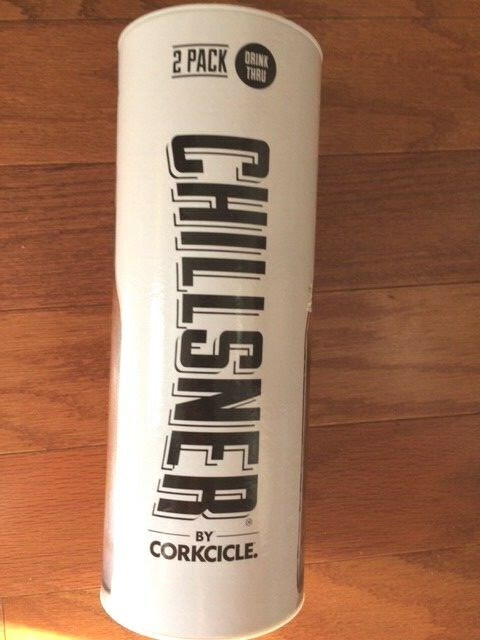 2 PACK
DRINK
THRU
CHILLSNER®
BY
CORKCICLE.